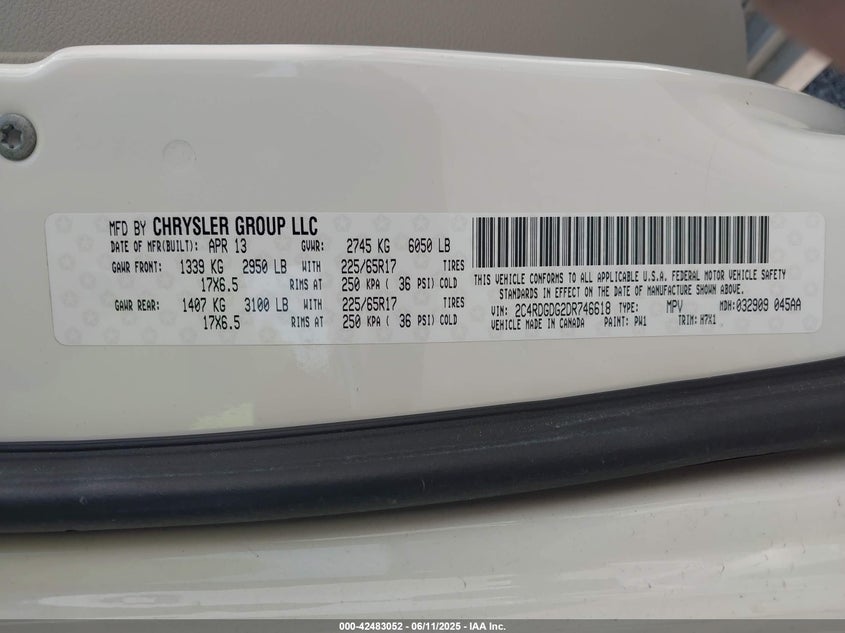 MFD BY CHRYSLER GROUP LLC
DATE OF MFR(BUILT): APR 13 GVWR: 2745 KG 6050 LB
GAWR FRONT: 1339 KG 2950 LB WITH 225/65R17 TIRES
17X6.5 RIMS AT 250 KPA ( 36 PSI) COLD
GAWR REAR: 1407 KG 3100 LB WITH 225/65R17 TIRES
17X6.5 RIMS AT 250 KPA ( 36 PSI) COLD
THIS VEHICLE CONFORMS TO ALL APPLICABLE U.S.A. FEDERAL MOTOR VEHICLE SAFETY
STANDARDS IN EFFECT ON THE DATE OF MANUFACTURE SHOWN ABOVE.
VIN: 2C4RDGDG2DR746618 TYPE: MPV MDH: 032909 045AA
VEHICLE MADE IN CANADA PAINT: PW1 TRIM: H7X1
000-42483052 - 06/11/2025 - IAA Inc.